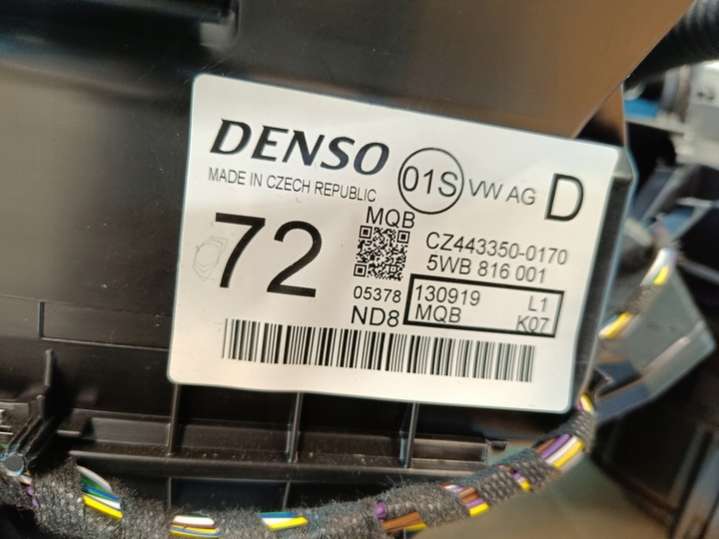 DENSO
MADE IN CZECH REPUBLIC
01S VW AG D
72
MQB
CZ443350-0170
5WB 816 001
05378
ND8
130919 L1
MQB K07